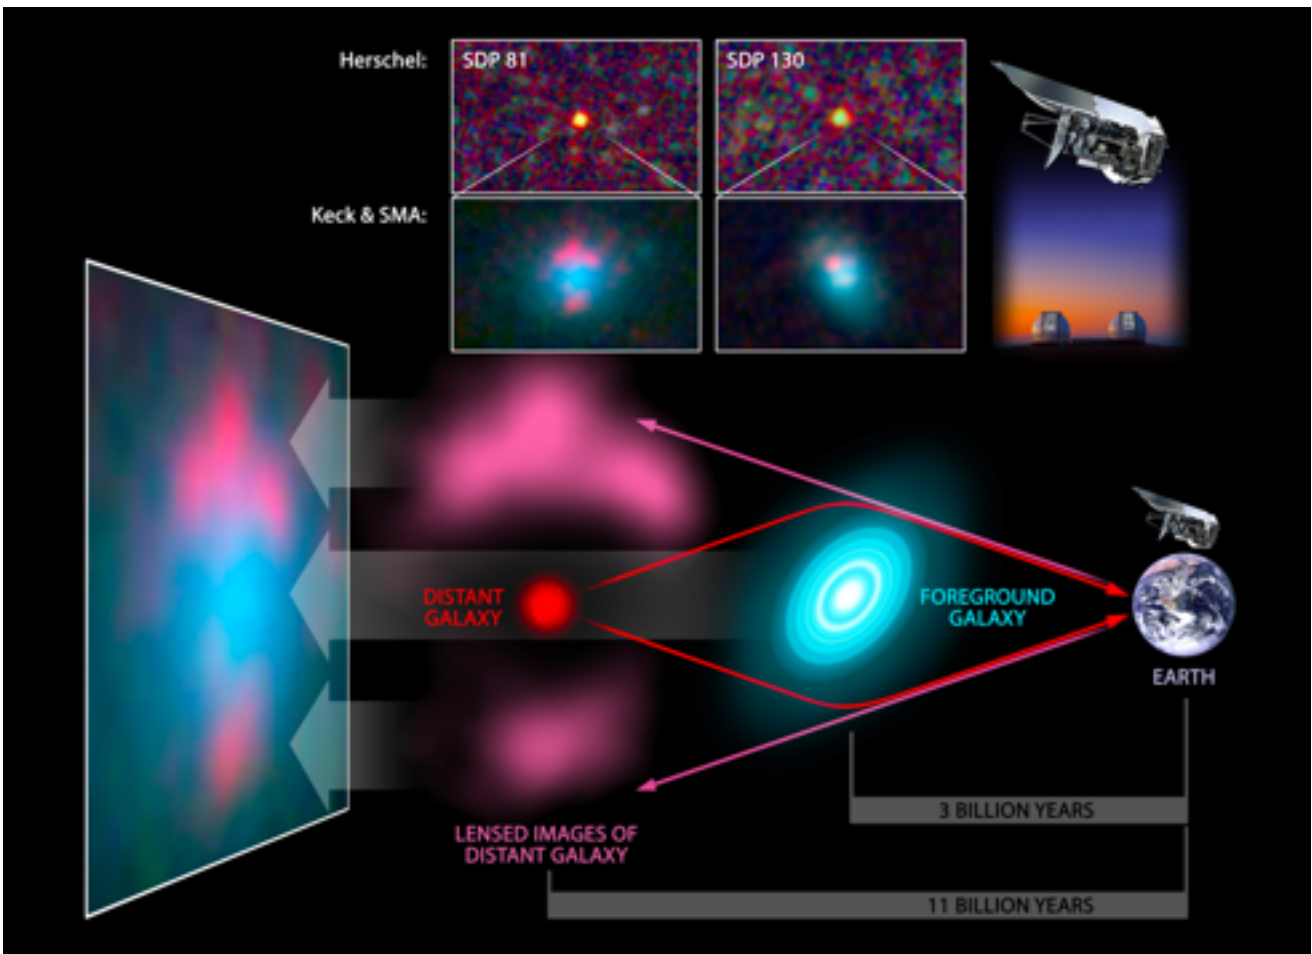 Herschel:
SDP 81
SDP 130
Keck & SMA:
DISTANT
GALAXY
FOREGROUND
GALAXY
EARTH
3 BILLION YEARS
LENSED IMAGES OF
DISTANT GALAXY
11 BILLION YEARS